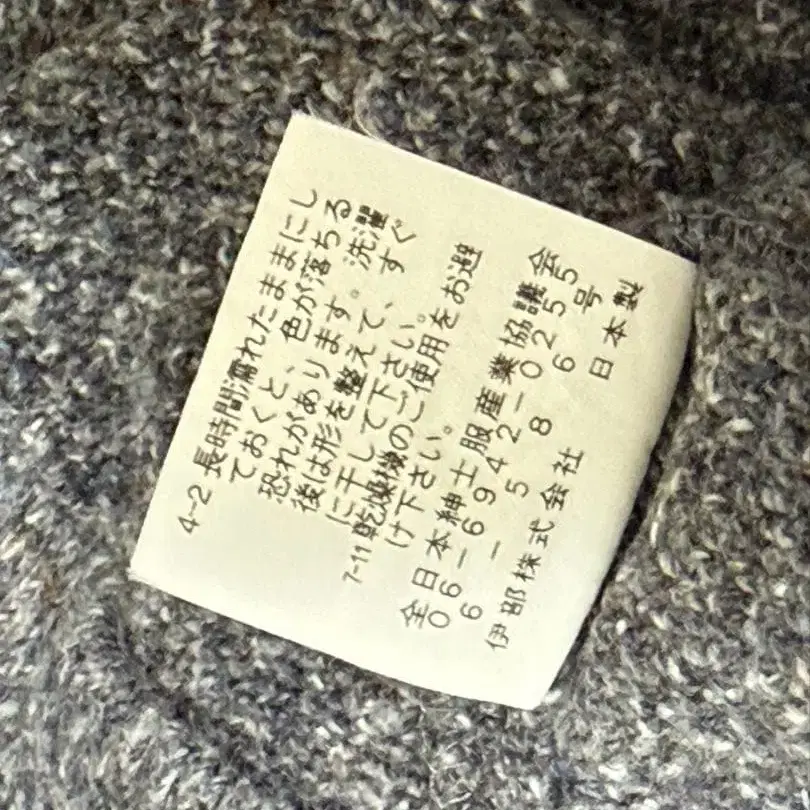 4-2 長時間濡れたままにし
ておくと、色が落ちる
恐れがあります。洗濯
後は形を整えて、すぐ
に干して下さい。
7-11 乾燥機のご使用をお避
け下さい。
全日本紳士服産業協議会
06-6942-0255
6-586号
伊部株式会社 日本製